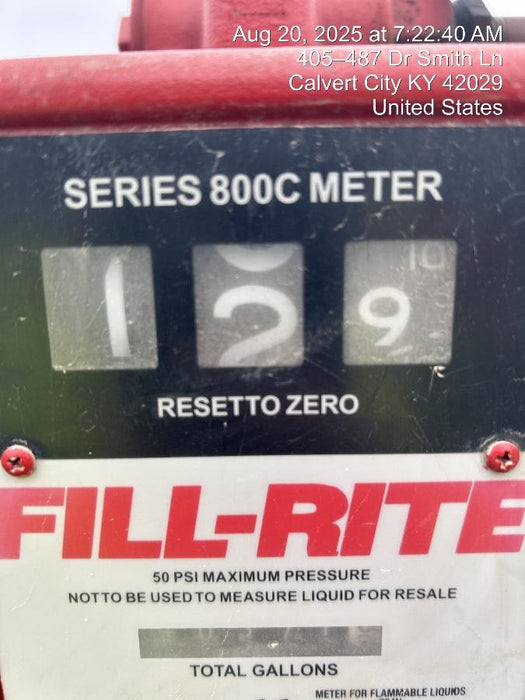 Aug 20, 2025 at 7:22:40 AM
405–487 Dr Smith Ln
Calvert City KY 42029
United States
SERIES 800C METER
1 2 9
10
RESETTO ZERO
FILL-RITE
50 PSI MAXIMUM PRESSURE
NOTTO BE USED TO MEASURE LIQUID FOR RESALE
TOTAL GALLONS
METER FOR FLAMMABLE LIQUIDS